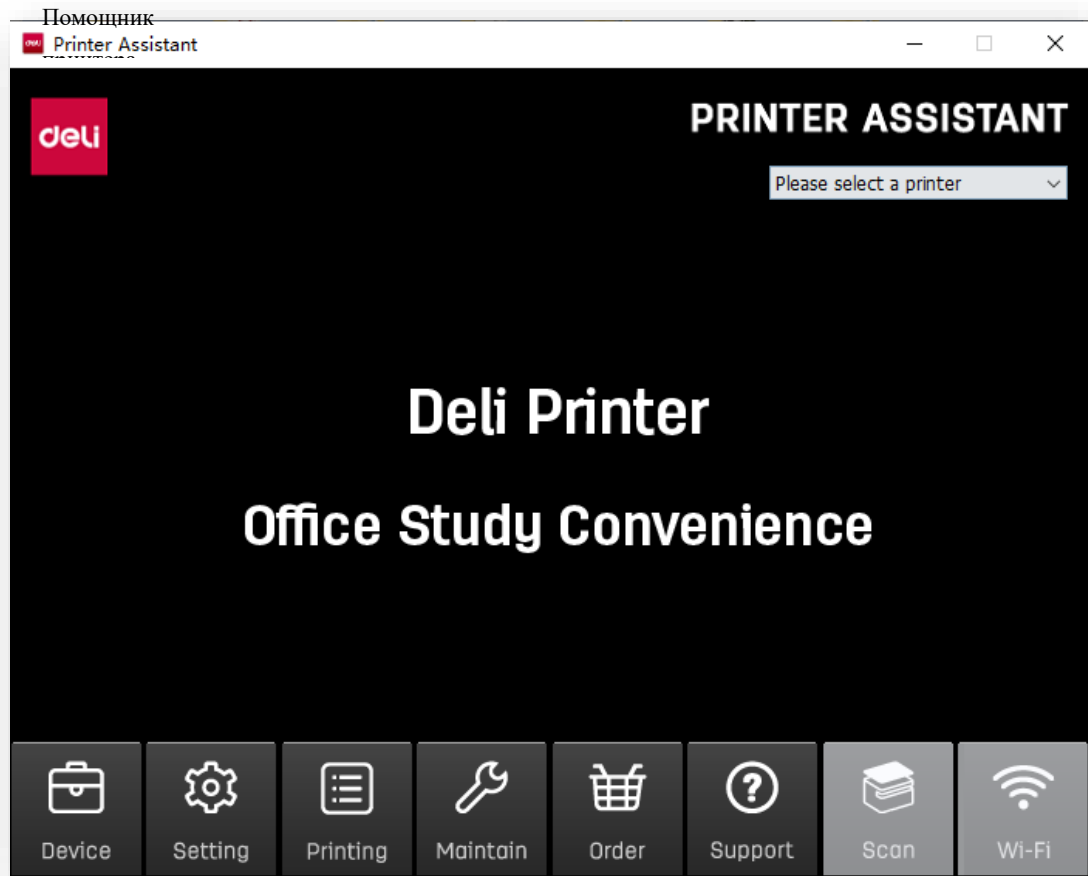 Помощник
Printer Assistant
deli
PRINTER ASSISTANT
Please select a printer
Deli Printer
Office Study Convenience
Device
Setting
Printing
Maintain
Order
Support
Scan
Wi-Fi